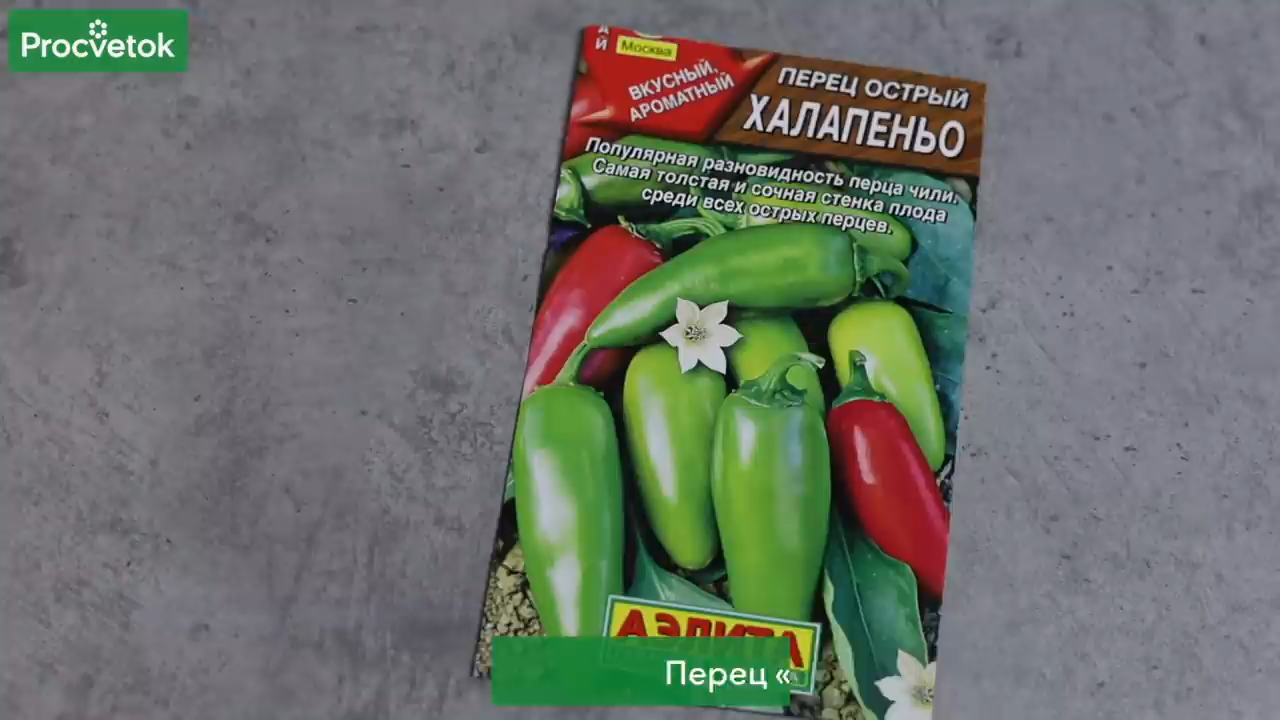 Procvetok
Москва
ВКУСНЫЙ,
АРОМАТНЫЙ
ПЕРЕЦ ОСТРЫЙ
ХАЛАПЕНЬО
Популярная разновидность перца чили.
Самая толстая и сочная стенка плода
среди всех острых перцев.
АЭЛИТА
Перец «